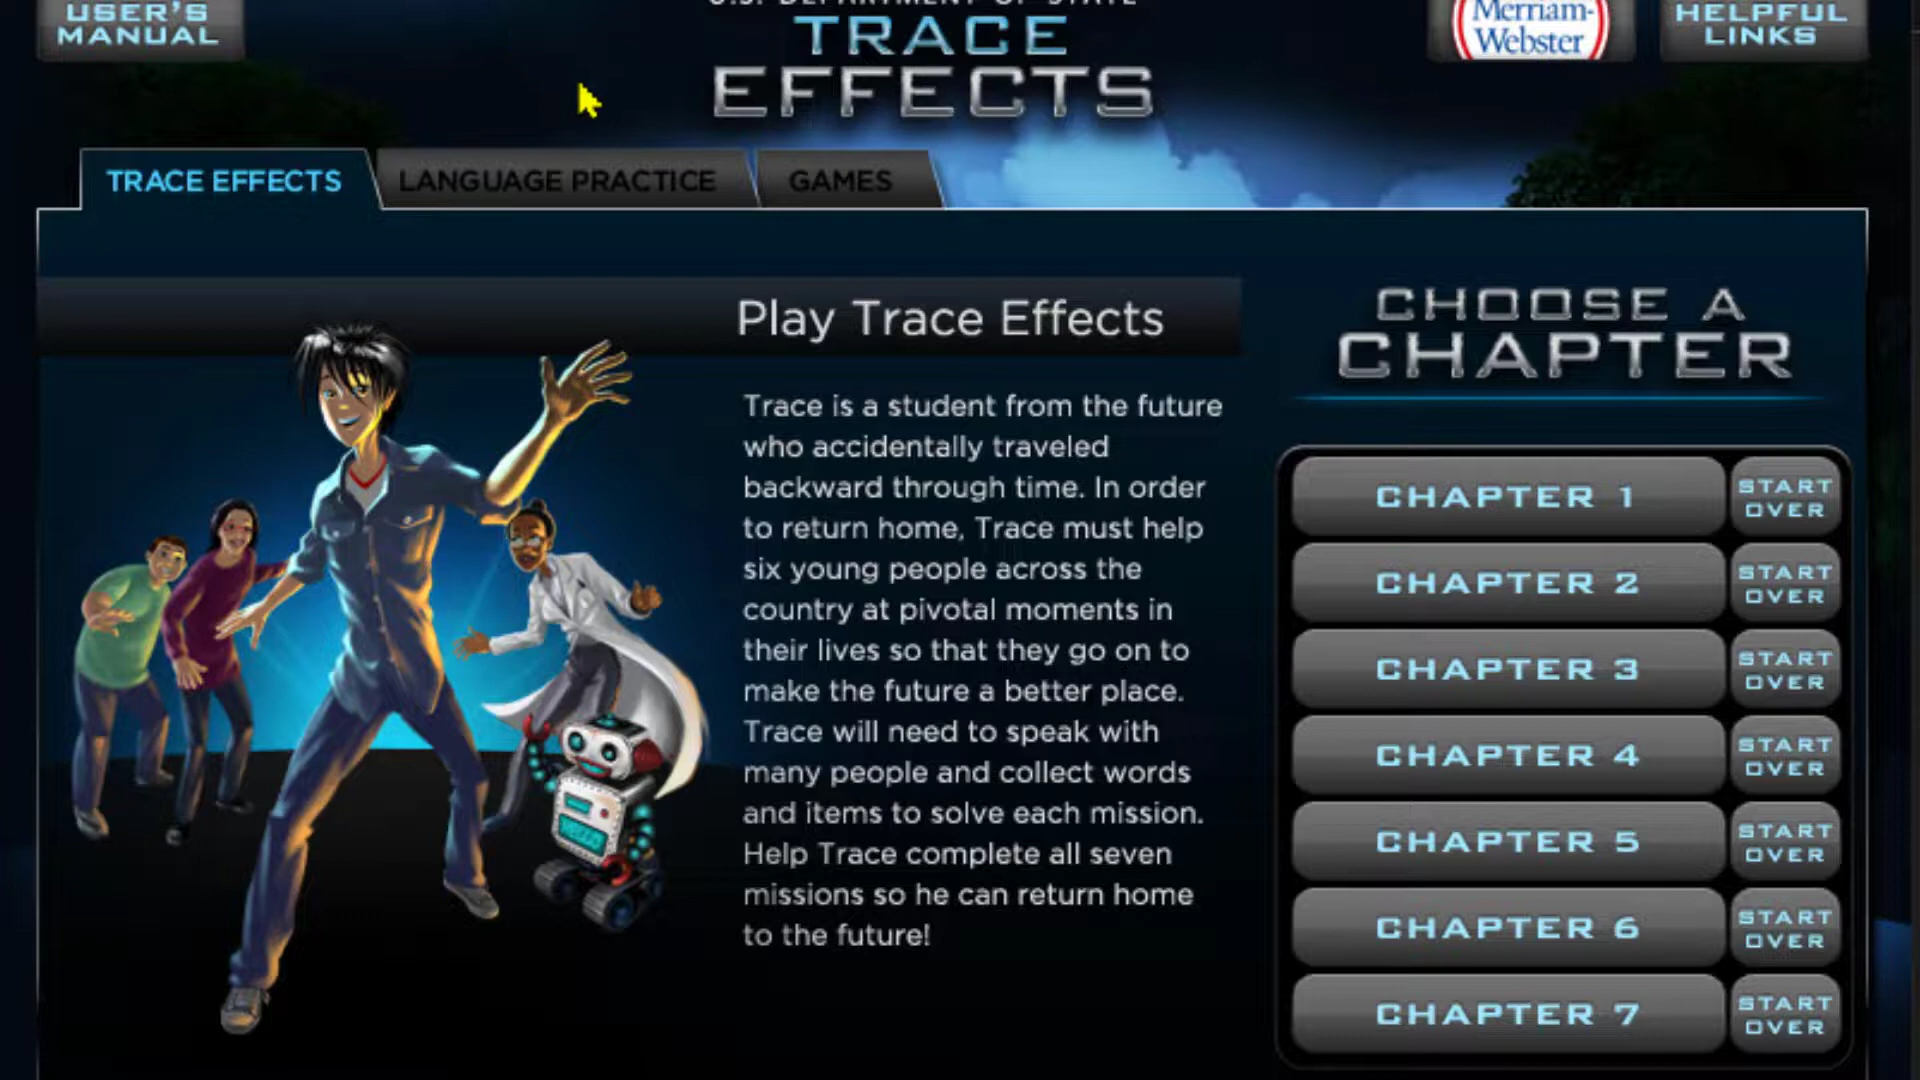 USER'S
MANUAL
U.S. DEPARTMENT OF STATE
TRACE
EFFECTS
Merriam-
Webster
HELPFUL
LINKS
TRACE EFFECTS
LANGUAGE PRACTICE
GAMES
Play Trace Effects
Trace is a student from the future
who accidentally traveled
backward through time. In order
to return home, Trace must help
six young people across the
country at pivotal moments in
their lives so that they go on to
make the future a better place.
Trace will need to speak with
many people and collect words
and items to solve each mission.
Help Trace complete all seven
missions so he can return home
to the future!
CHOOSE A
CHAPTER
CHAPTER 1
START
OVER
CHAPTER 2
START
OVER
CHAPTER 3
START
OVER
CHAPTER 4
START
OVER
CHAPTER 5
START
OVER
CHAPTER 6
START
OVER
CHAPTER 7
START
OVER